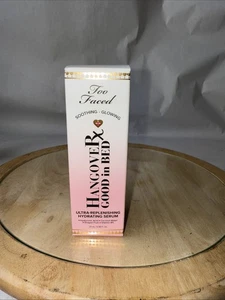 Too
Faced
SOOTHING · GLOWING
HANGOVER
GOOD in BED
ULTRA-REPLENISHING
HYDRATING SERUM